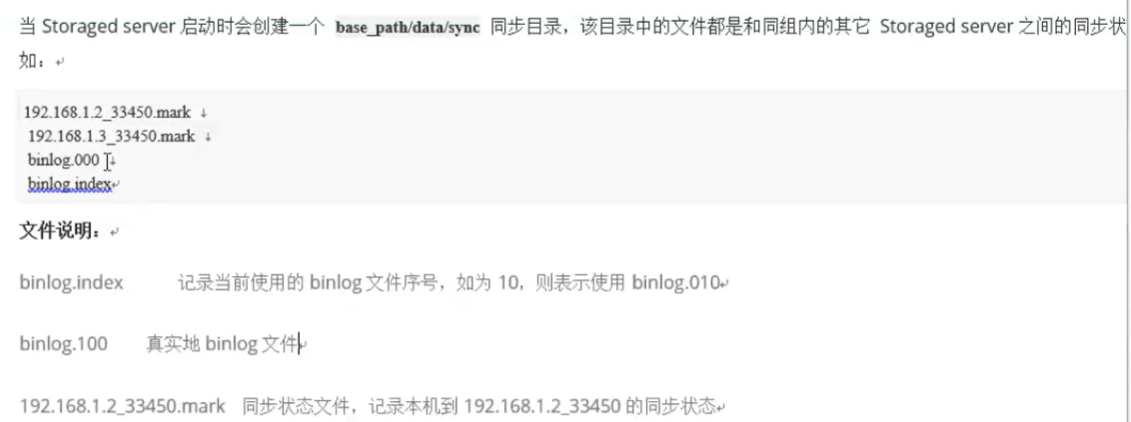 当 Storaged server 启动时会创建一个 base_path/data/sync 同步目录，该目录中的文件都是和同组内的其它 Storaged server 之间的同步状
如：
192.168.1.2_33450.mark
192.168.1.3_33450.mark
binlog.000
binlog.index
文件说明：
binlog.index 记录当前使用的 binlog 文件序号，如为 10，则表示使用 binlog.010
binlog.100 真实地 binlog 文件
192.168.1.2_33450.mark 同步状态文件，记录本机到 192.168.1.2_33450 的同步状态